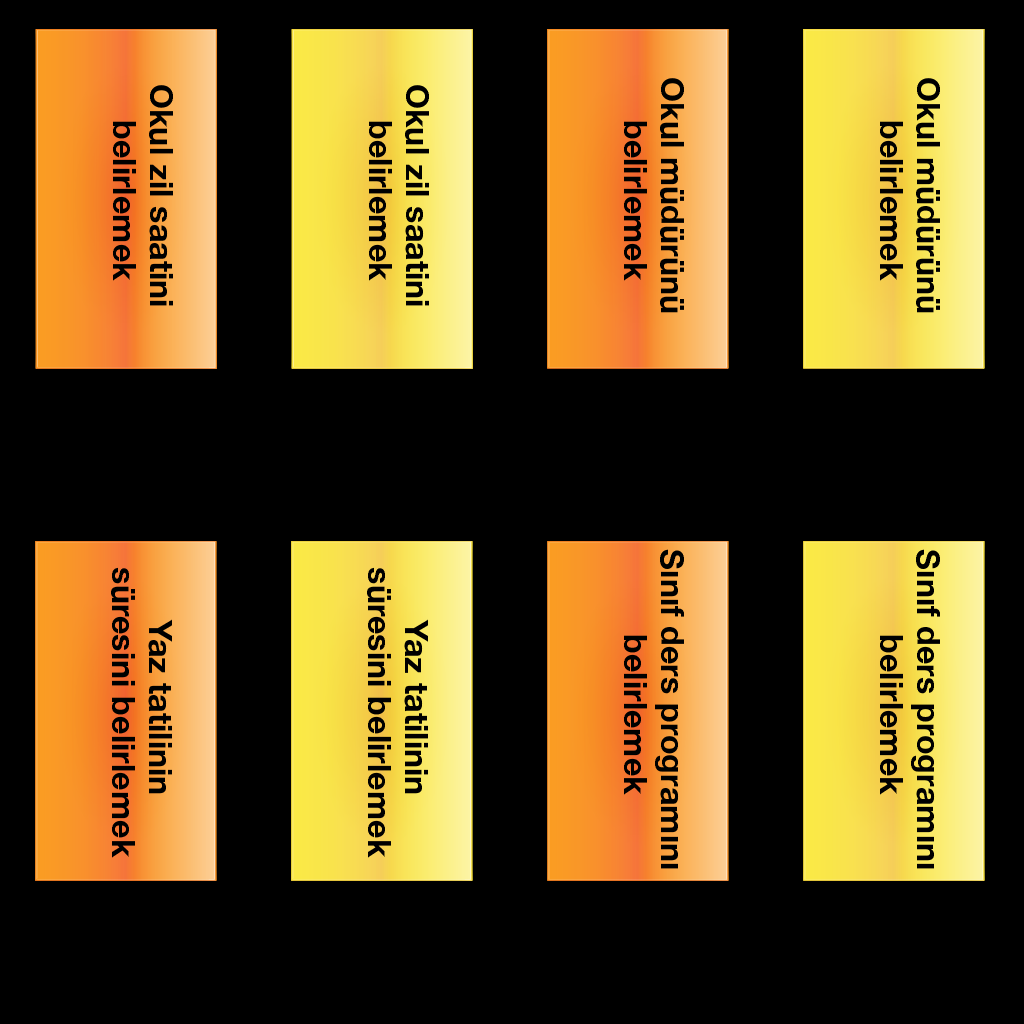 Okul zil saatini
belirlemek
Okul zil saatini
belirlemek
Okul müdürünü
belirlemek
Okul müdürünü
belirlemek
Yaz tatilinin
süresini belirlemek
Yaz tatilinin
süresini belirlemek
Sınıf ders programını
belirlemek
Sınıf ders programını
belirlemek